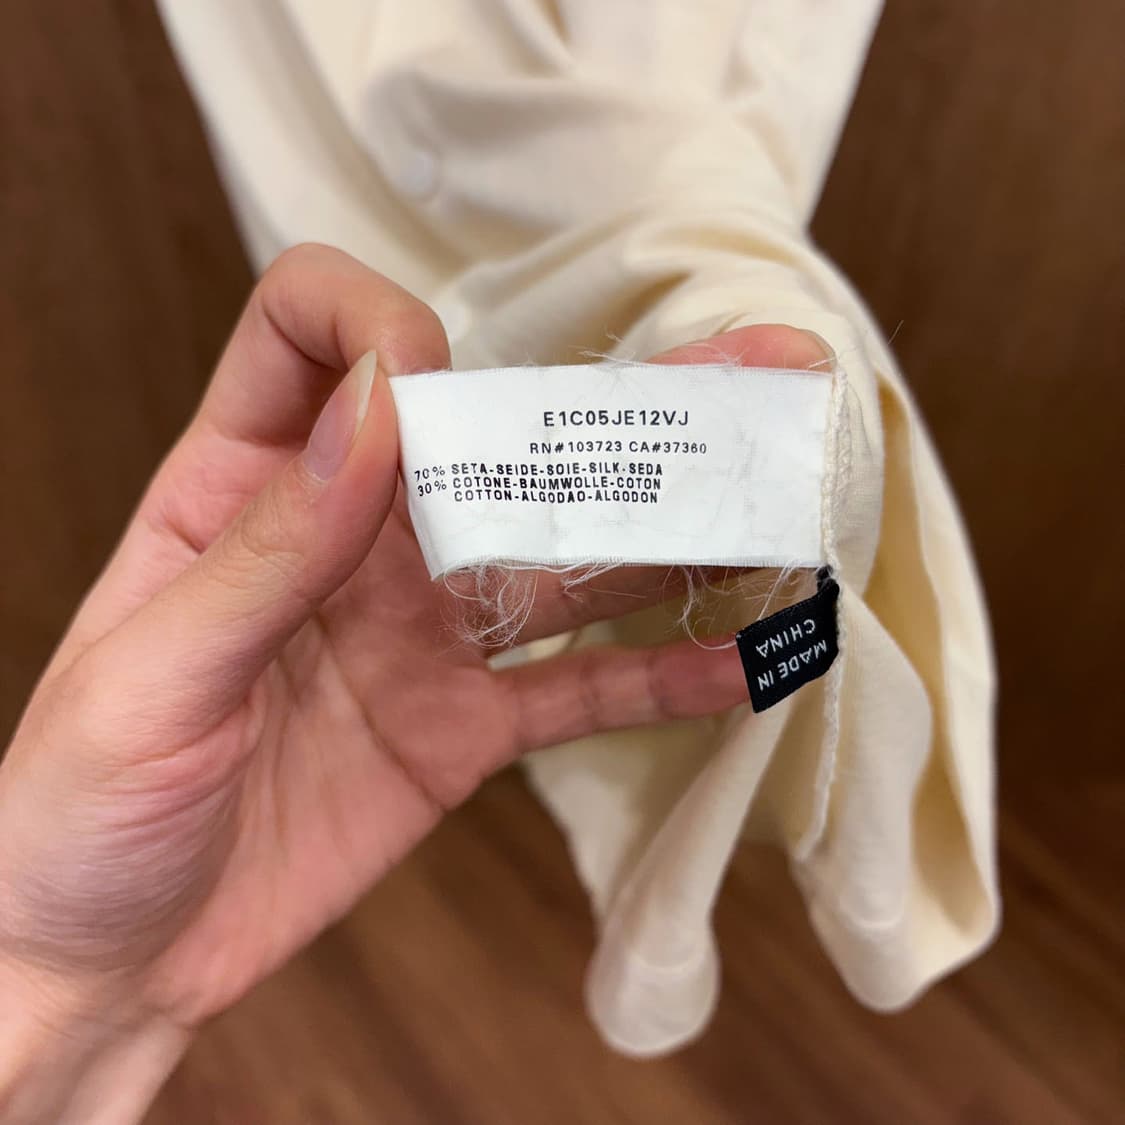 E1C05JE12VJ
RN#103723 CA#37360
70% SETA-SEIDE-SOIE-SILK-SEDA
30% COTONE-BAUMWOLLE-COTON
COTTON-ALGODAO-ALGODON
MADE IN
CHINA